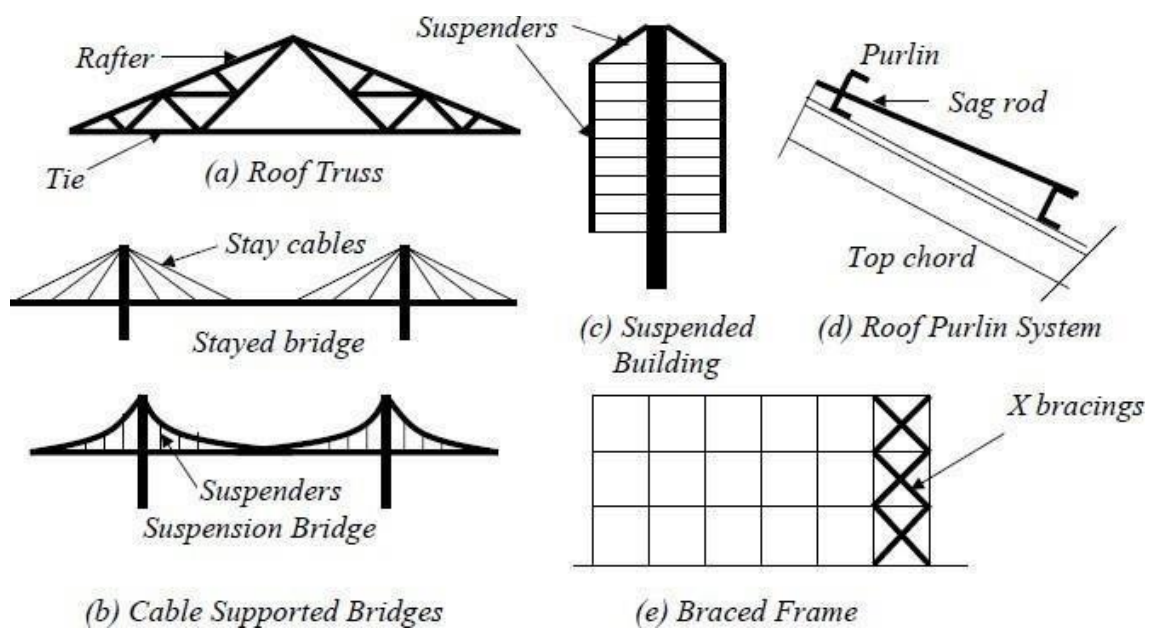 Rafter
Tie
(a) Roof Truss
Stay cables
Stayed bridge
Suspenders
Suspension Bridge
(b) Cable Supported Bridges
Suspenders
(c) Suspended
Building
Purlin
Sag rod
Top chord
(d) Roof Purlin System
X bracings
(e) Braced Frame